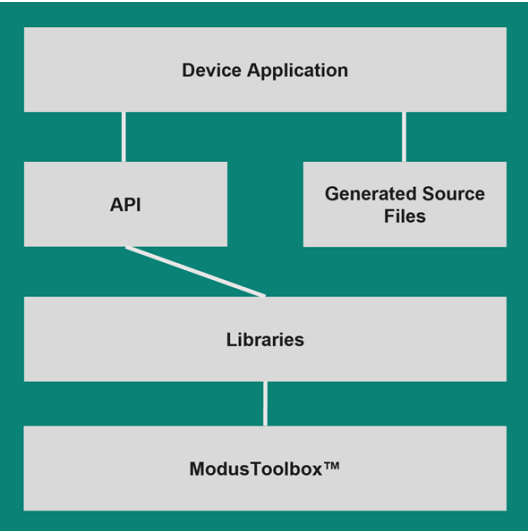 Device Application
API
Generated Source
Files
Libraries
ModusToolbox™